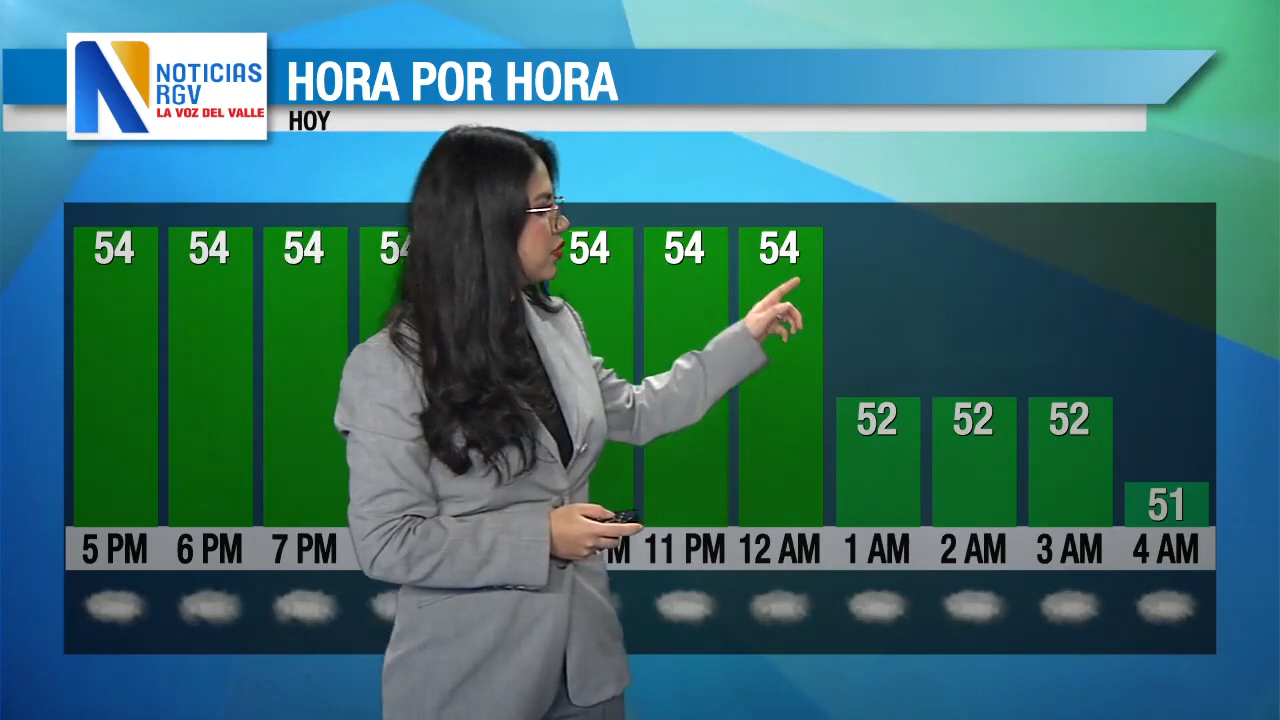 NOTICIAS
RGV
LA VOZ DEL VALLE
HORA POR HORA
HOY
54 54 54 54 54 54 54
52 52 52
51
5 PM 6 PM 7 PM 11 PM 12 AM 1 AM 2 AM 3 AM 4 AM